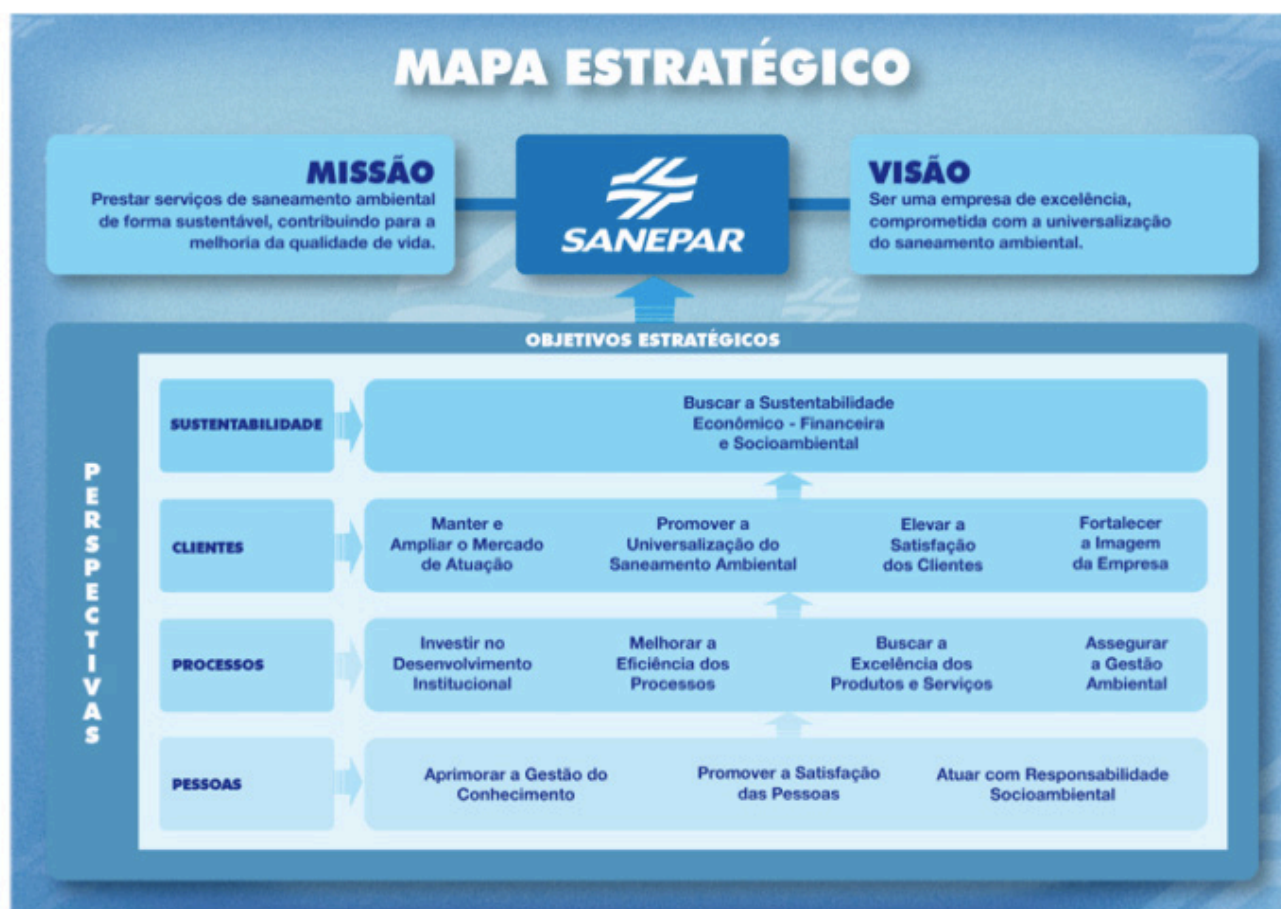 MAPA ESTRATÉGICO
MISSÃO
Prestar serviços de saneamento ambiental
de forma sustentável, contribuindo para a
melhoria da qualidade de vida.
SANEPAR
VISÃO
Ser uma empresa de excelência,
comprometida com a universalização
do saneamento ambiental.
OBJETIVOS ESTRATÉGICOS
PERSPECTIVAS
SUSTENTABILIDADE
Buscar a Sustentabilidade
Econômico - Financeira
e Socioambiental
CLIENTES
Manter e
Ampliar o Mercado
de Atuação
Promover a
Universalização do
Saneamento Ambiental
Elevar a
Satisfação
dos Clientes
Fortalecer
a Imagem
da Empresa
PROCESSOS
Investir no
Desenvolvimento
Institucional
Melhorar a
Eficiência dos
Processos
Buscar a
Excelência dos
Produtos e Serviços
Assegurar
a Gestão
Ambiental
PESSOAS
Aprimorar a Gestão do
Conhecimento
Promover a Satisfação
das Pessoas
Atuar com Responsabilidade
Socioambiental